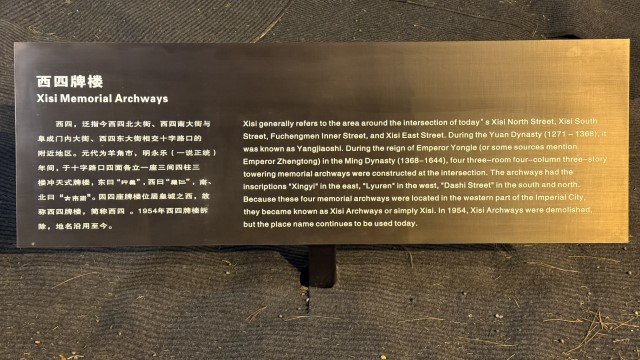 西四牌楼
Xisi Memorial Archways
西四，泛指今西四北大街、西四南大街与
阜成门内大街、西四东大街相交十字路口的
附近地区。元代为羊角市，明永乐（一说正统）
年间，于十字路口四面各立一座三间四柱三
楼冲天式牌楼，东曰“行義”，西曰“履仁”，南、
北曰“大市街”。因四座牌楼位居皇城之西，故
称西四牌楼，简称西四 。1954年西四牌楼拆
除，地名沿用至今。
Xisi generally refers to the area around the intersection of today’ s Xisi North Street, Xisi South
Street, Fuchengmen Inner Street, and Xisi East Street. During the Yuan Dynasty (1271 – 1368), it
was known as Yangjiaoshi. During the reign of Emperor Yongle (or some sources mention
Emperor Zhengtong) in the Ming Dynasty (1368–1644), four three-room four-column three-story
towering memorial archways were constructed at the intersection. The archways had the
inscriptions "Xingyi" in the east, "Lyuren" in the west, "Dashi Street" in the south and north.
Because these four memorial archways were located in the western part of the Imperial City,
they became known as Xisi Archways or simply Xisi. In 1954, Xisi Archways were demolished,
but the place name continues to be used today.